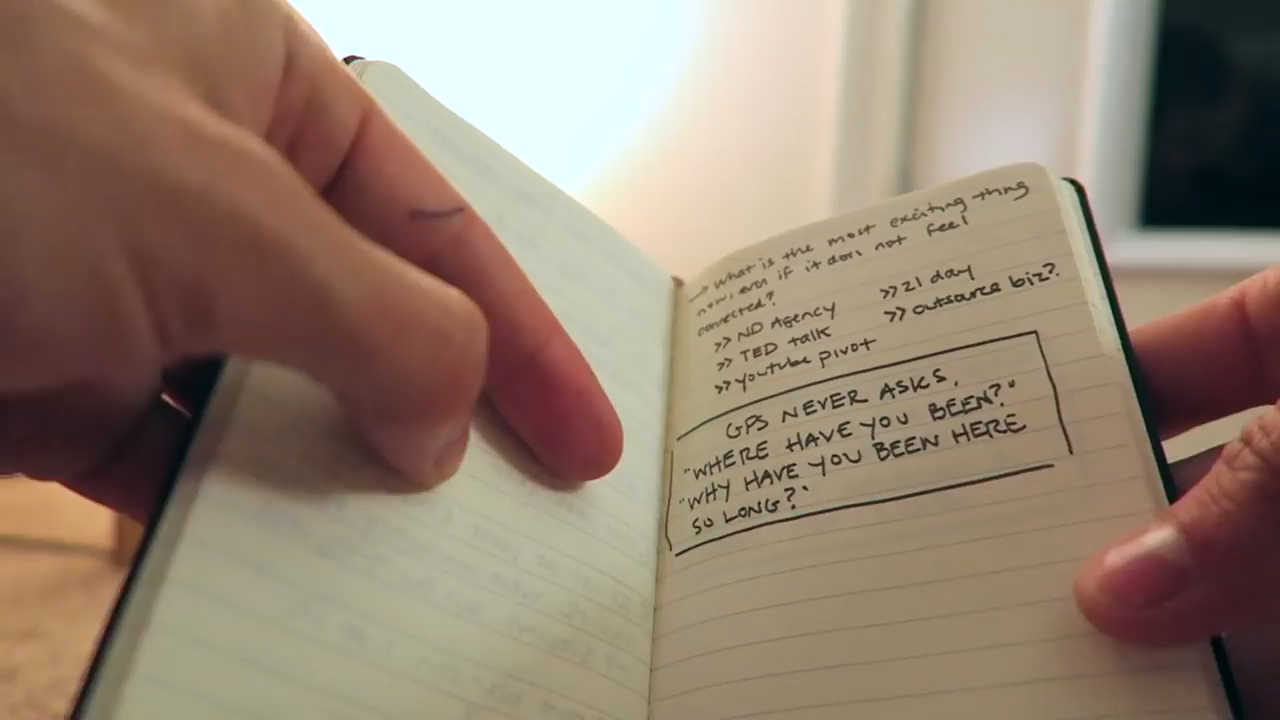 → What is the most exciting thing
now, even if it does not feel
connected?
>> ND Agency
>> TED talk
>> youtube pivot
>> 21 day
>> outsource biz?
GPS NEVER ASKS,
"WHERE HAVE YOU BEEN?"
"WHY HAVE YOU BEEN HERE
SO LONG?"